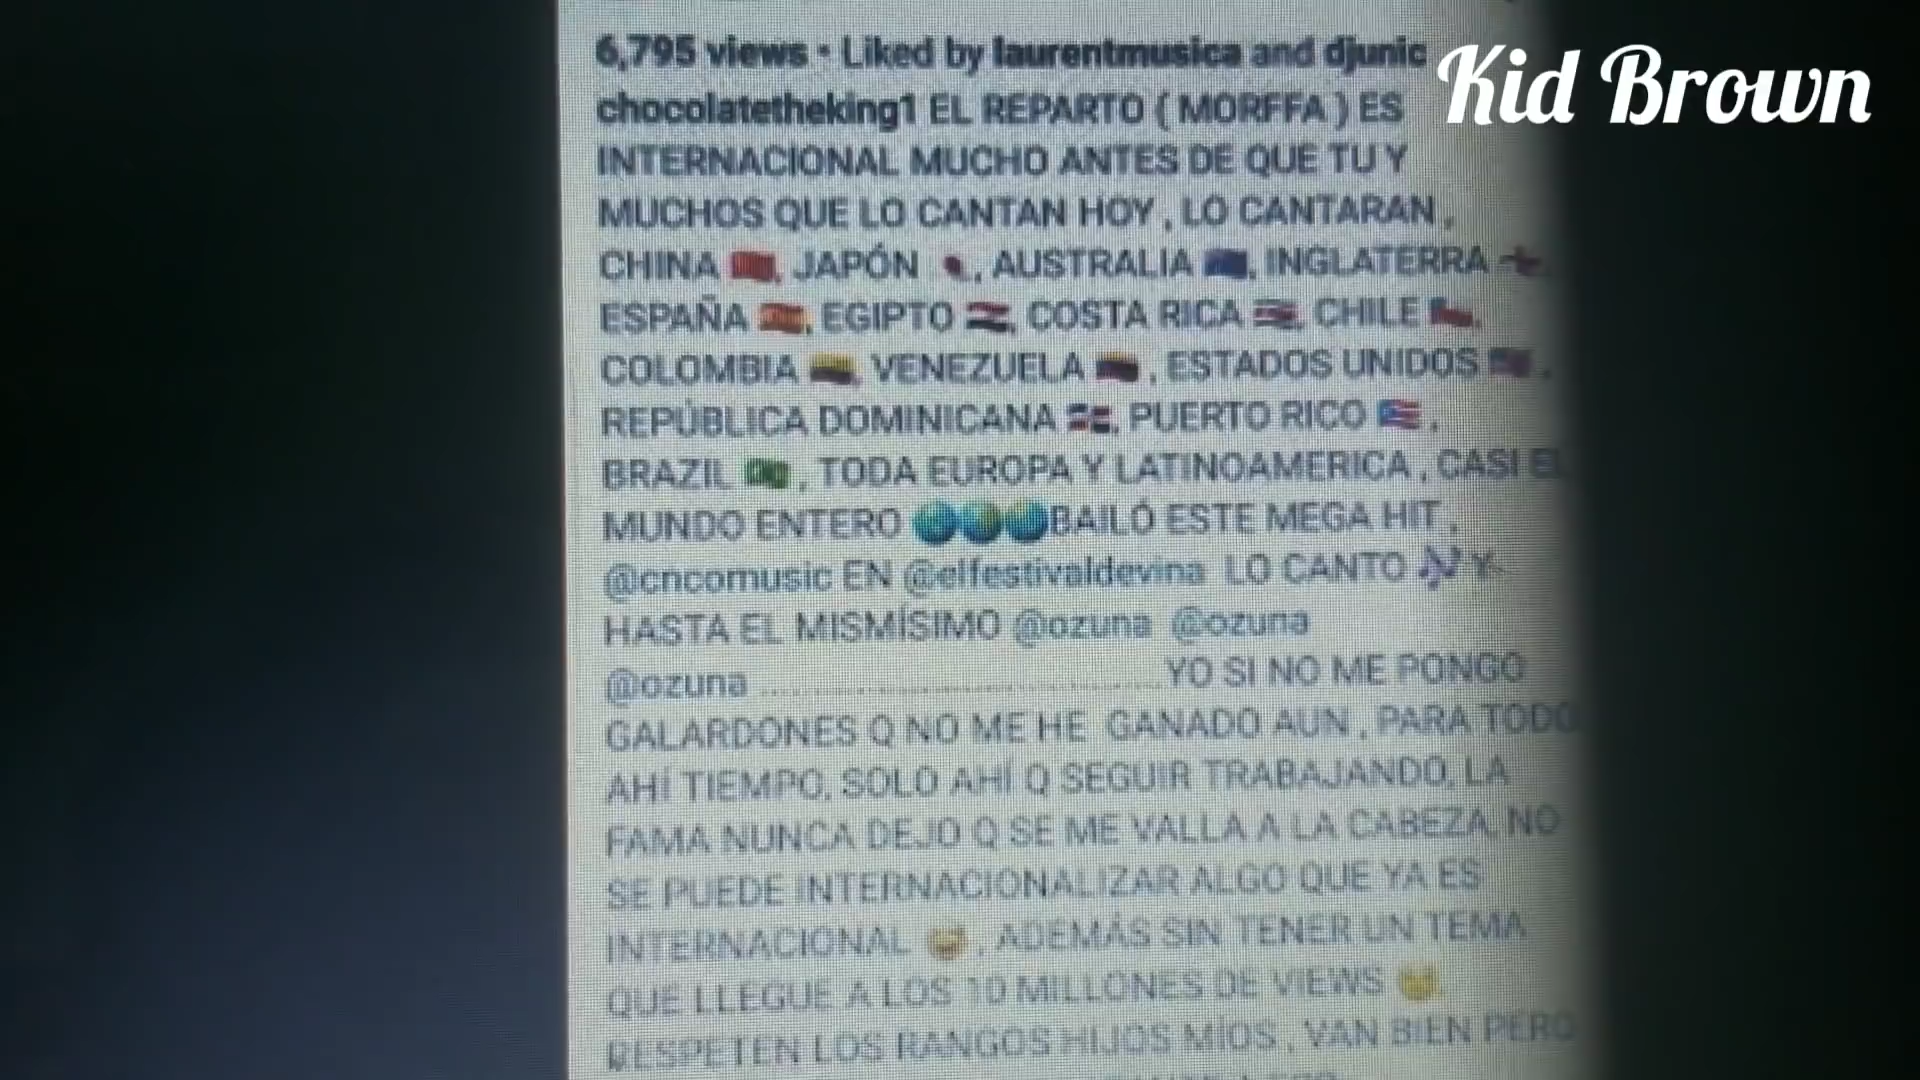 6,795 views • Liked by laurentmusica and djunic
Kid Brown
chocolatetheking1 EL REPARTO ( MORFFA ) ES
INTERNACIONAL MUCHO ANTES DE QUE TU Y
MUCHOS QUE LO CANTAN HOY , LO CANTARAN ,
CHINA 🇨🇳, JAPÓN 🇯🇵, AUSTRALIA 🇦🇺, INGLATERRA 🏴󠁧󠁢󠁥󠁮󠁧󠁿,
ESPAÑA 🇪🇸, EGIPTO 🇪🇬, COSTA RICA 🇨🇷, CHILE 🇨🇱,
COLOMBIA 🇨🇴, VENEZUELA 🇻🇪 , ESTADOS UNIDOS 🇺🇸 ,
REPÚBLICA DOMINICANA 🇩🇴, PUERTO RICO 🇵🇷 ,
BRAZIL 🇧🇷 , TODA EUROPA Y LATINOAMERICA , CASI EL
MUNDO ENTERO 🌎🌍🌏BAILÓ ESTE MEGA HIT ,
@cncomusic EN @elfestivaldevina LO CANTO 🎶 Y
HASTA EL MISMÍSIMO @ozuna @ozuna
@ozuna ........................................YO SI NO ME PONGO
GALARDONES Q NO ME HE GANADO AUN , PARA TODO
AHÍ TIEMPO, SOLO AHÍ Q SEGUIR TRABAJANDO, LA
FAMA NUNCA DEJO Q SE ME VALLA A LA CABEZA, NO
SE PUEDE INTERNACIONALIZAR ALGO QUE YA ES
INTERNACIONAL 😅 , ADEMÁS SIN TENER UN TEMA
QUE LLEGUE A LOS 10 MILLONES DE VIEWS 😅,
RESPETEN LOS RANGOS HIJOS MÍOS , VAN BIEN PERO